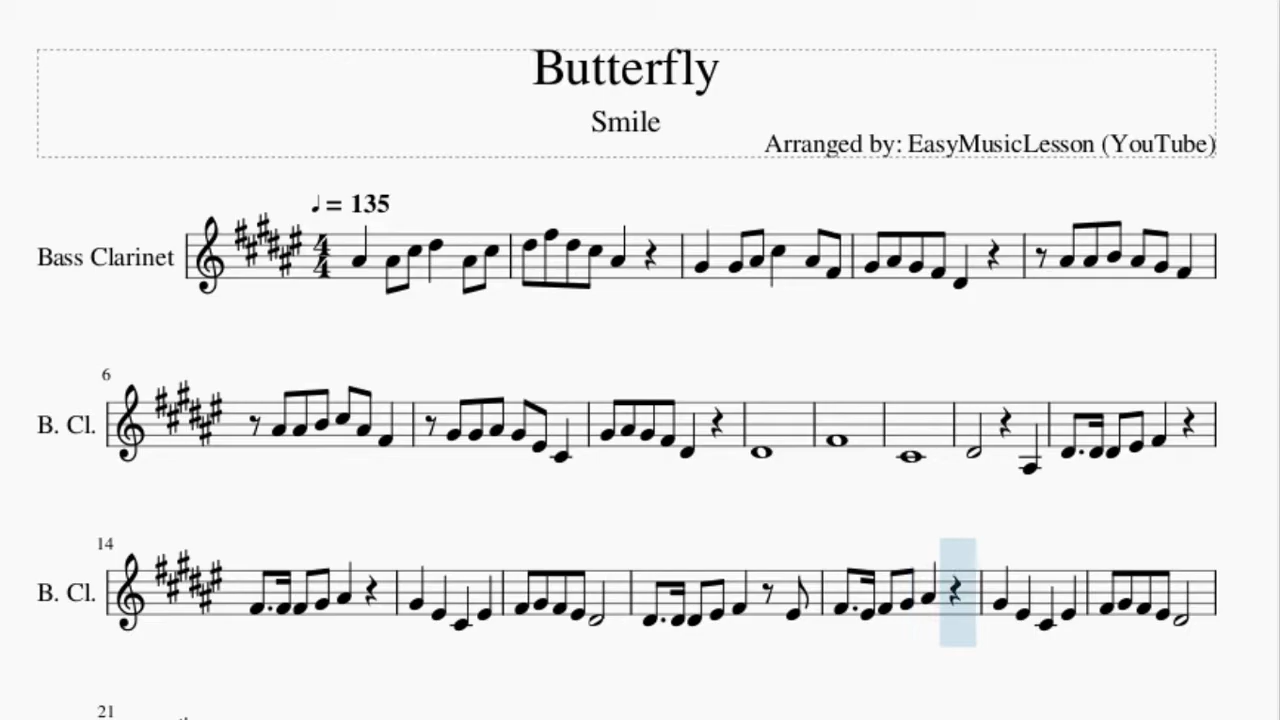 Butterfly
Smile
Arranged by: EasyMusicLesson (YouTube)
♩ = 135
Bass Clarinet
4
4
6
B. Cl.
14
B. Cl.
21